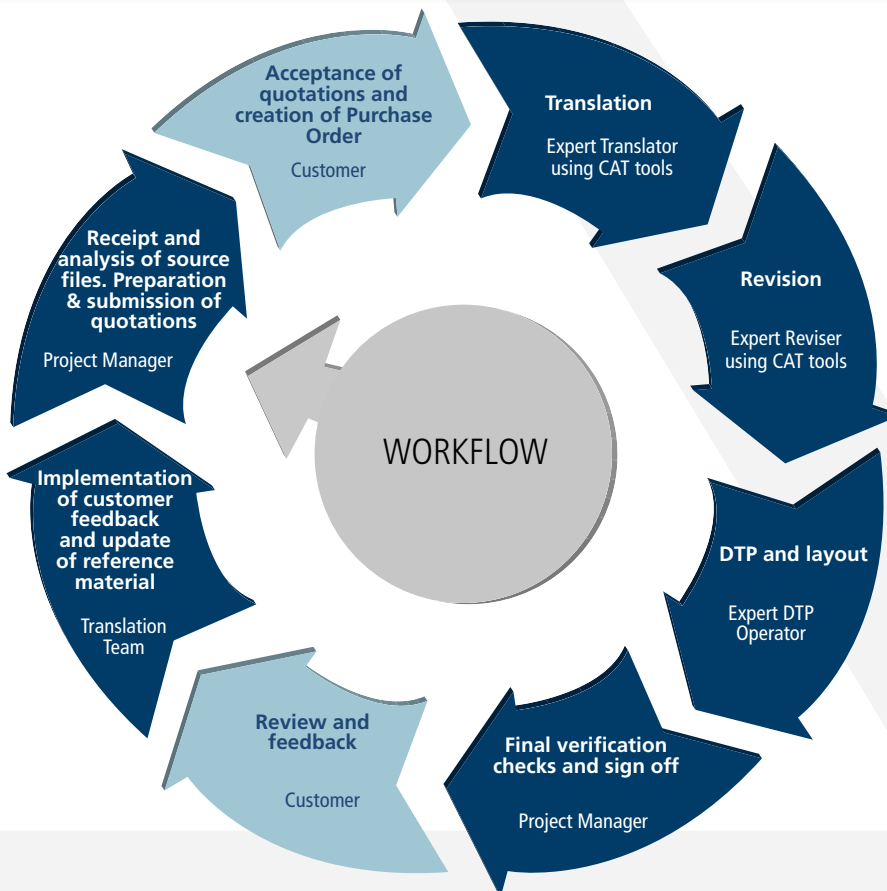 WORKFLOW
Receipt and
analysis of source
files. Preparation
& submission of
quotations
Project Manager
Acceptance of
quotations and
creation of Purchase
Order
Customer
Translation
Expert Translator
using CAT tools
Revision
Expert Reviser
using CAT tools
DTP and layout
Expert DTP
Operator
Final verification
checks and sign off
Project Manager
Review and
feedback
Customer
Implementation
of customer
feedback
and update
of reference
material
Translation
Team